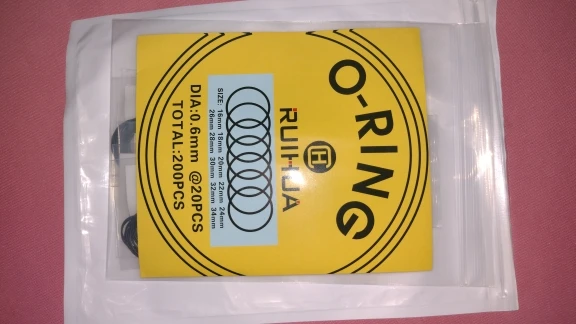 O-RING
H
RUIHUA
SIZE: 16mm 18mm 20mm 22mm 24mm
26mm 28mm 30mm 32mm 34mm
DIA:0.6mm @20PCS
TOTAL:200PCS